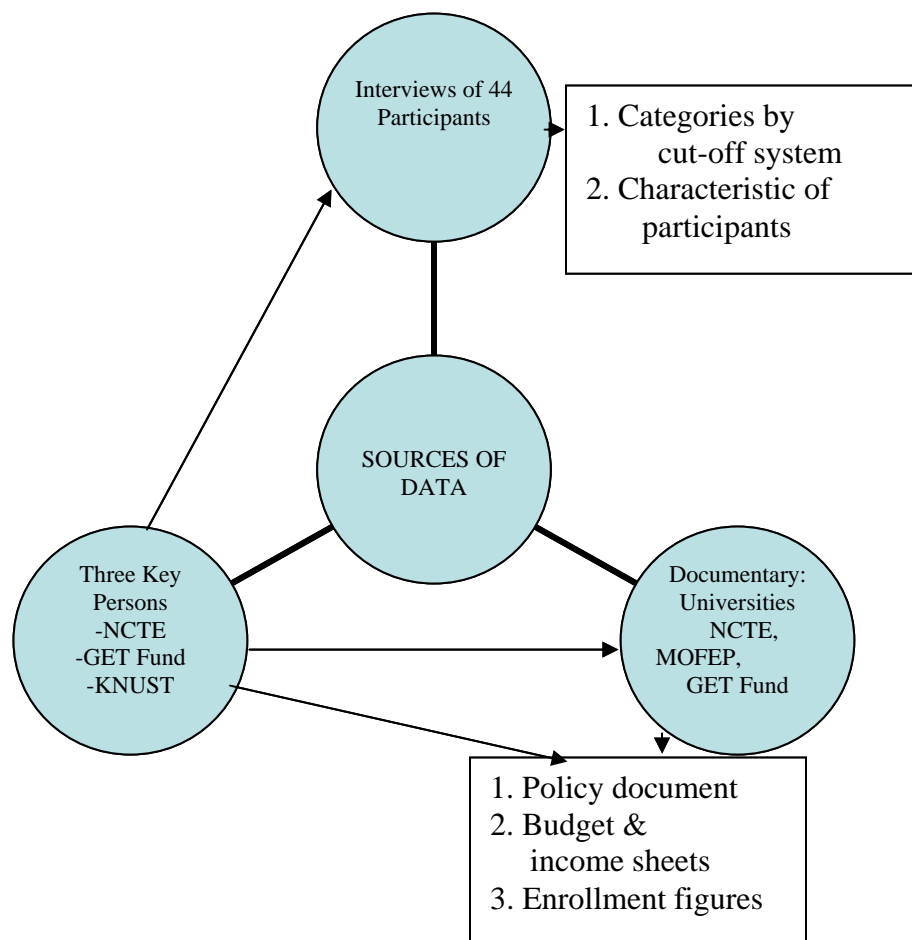 Interviews of 44
Participants
1. Categories by
cut-off system
2. Characteristic of
participants
SOURCES OF
DATA
Three Key
Persons
-NCTE
-GET Fund
-KNUST
Documentary:
Universities
NCTE,
MOFEP,
GET Fund
1. Policy document
2. Budget &
income sheets
3. Enrollment figures